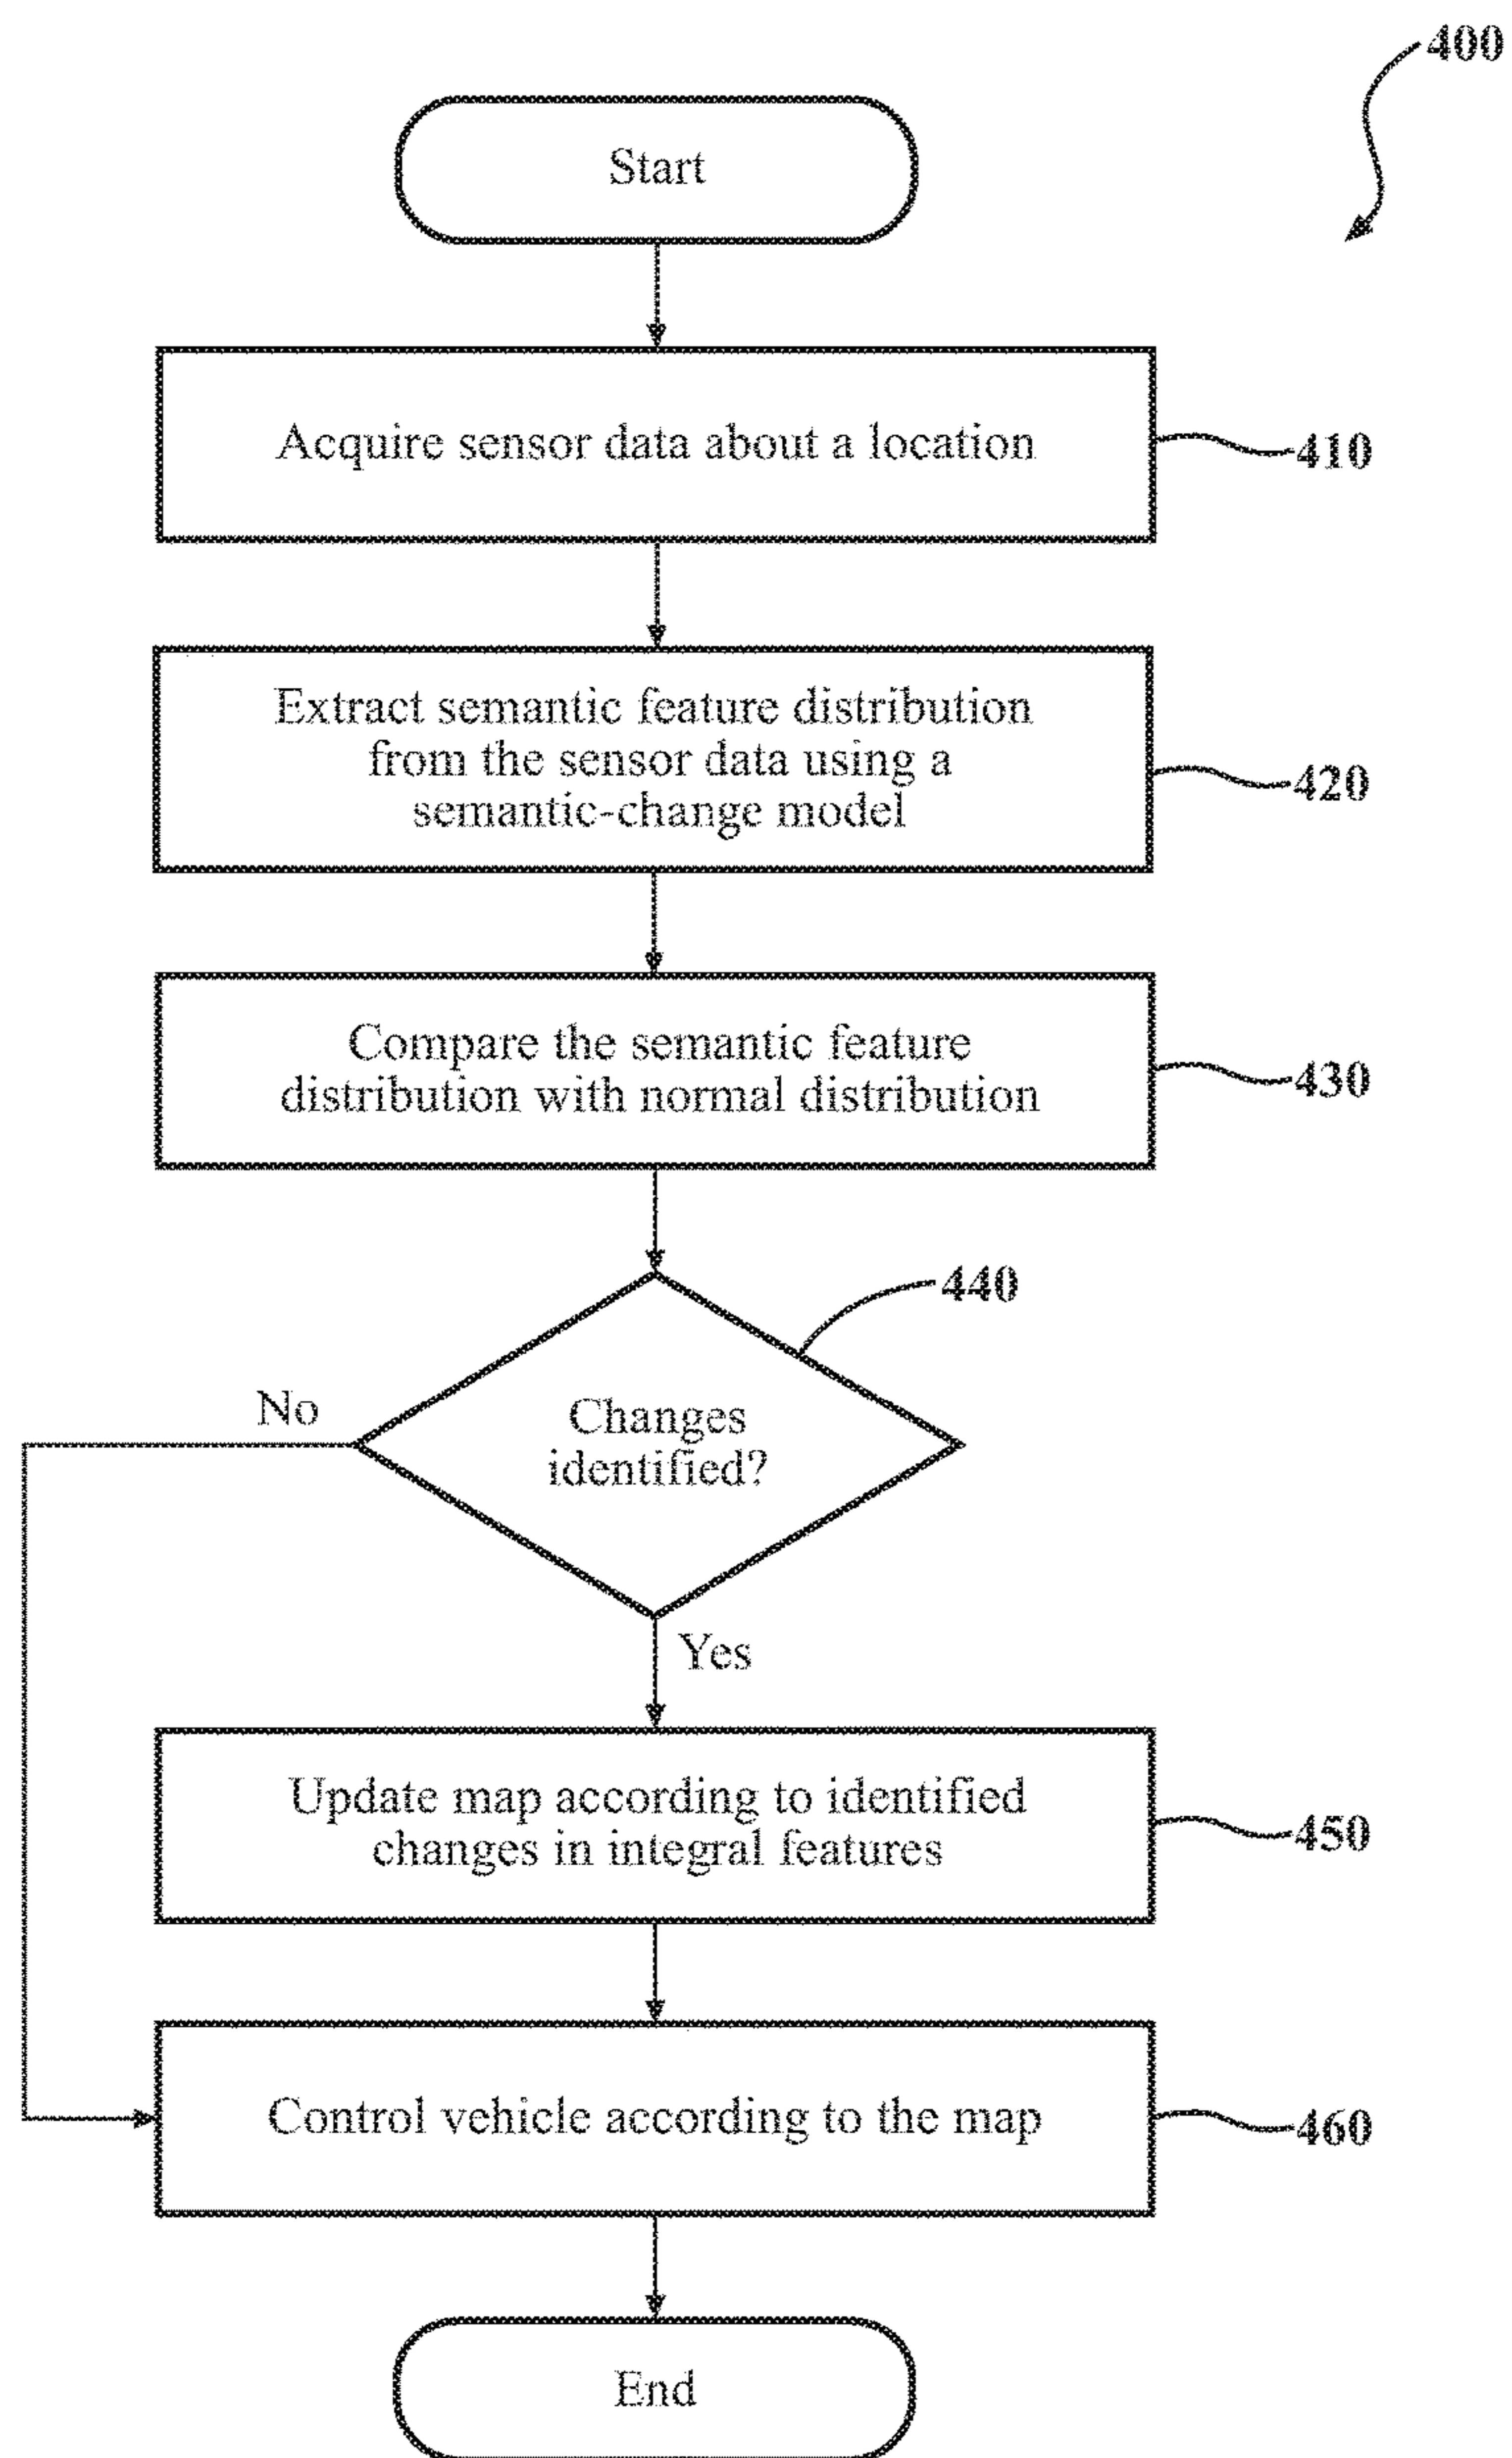 400
Start
Acquire sensor data about a location
410
Extract semantic feature distribution
from the sensor data using a
semantic-change model
420
Compare the semantic feature
distribution with normal distribution
430
440
Changes
identified?
No
Yes
Update map according to identified
changes in integral features
450
Control vehicle according to the map
460
End